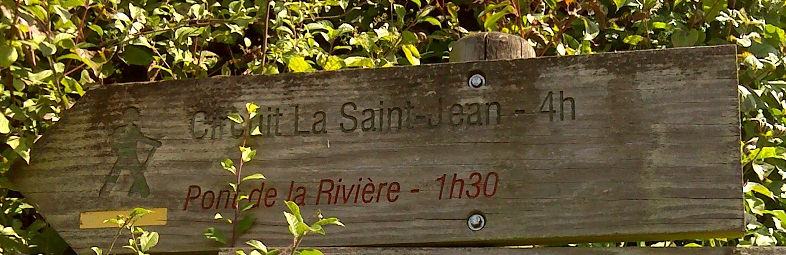 Circuit La Saint-Jean - 4h
Pont de la Rivière - 1h30